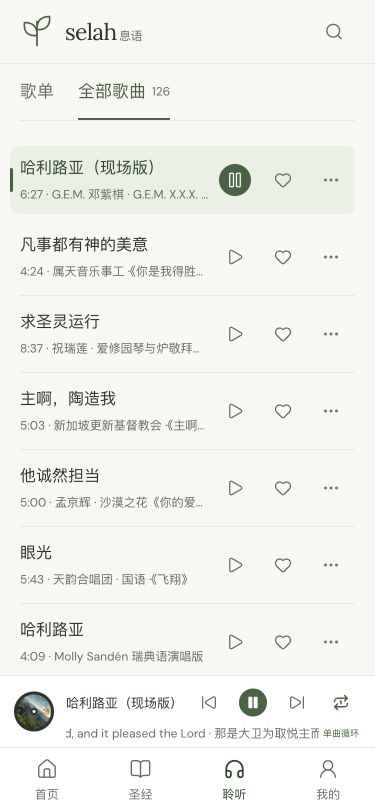 selah 息语
歌单 全部歌曲 126
哈利路亚（现场版）
6:27 · G.E.M. 邓紫棋 · G.E.M. X.X.X. ...
凡事都有神的美意
4:24 · 属天音乐事工《你是我得胜...
求圣灵运行
8:37 · 祝瑞莲 · 爱修园琴与炉敬拜...
主啊，陶造我
5:03 · 新加坡更新基督教会《主啊...
他诚然担当
5:00 · 孟京辉 · 沙漠之花《你的爱...
眼光
5:43 · 天韵合唱团 · 国语《飞翔》
哈利路亚
4:09 · Molly Sandén 瑞典语演唱版
哈利路亚（现场版）
d, and it pleased the Lord · 那是大卫为取悦主而 单曲循环
首页 圣经 聆听 我的